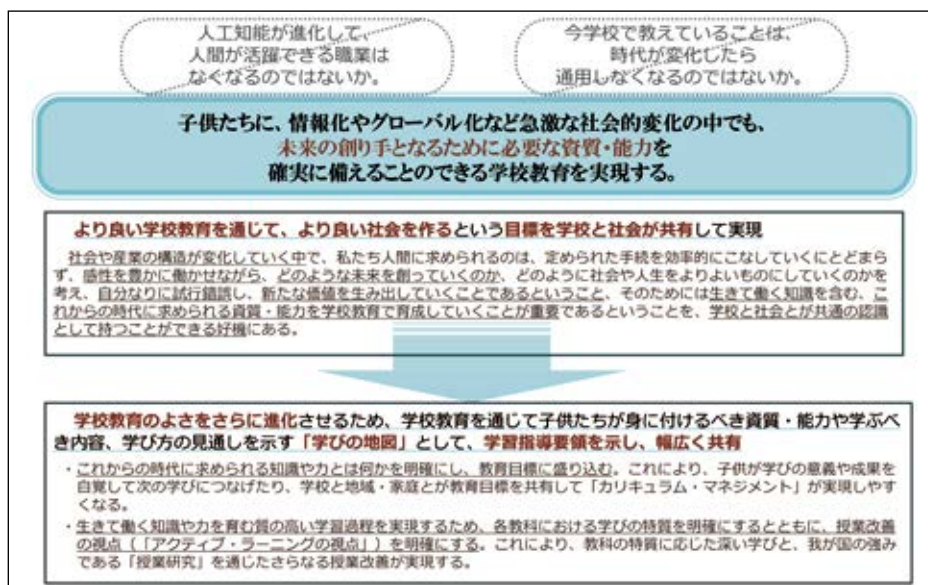 人工知能が進化して、
人間が活躍できる職業は
なくなるのではないか。
今学校で教えていることは、
時代が変化したら
通用しなくなるのではないか。
子供たちに、情報化やグローバル化など急激な社会的変化の中でも、
未来の創り手となるために必要な資質・能力を
確実に備えることのできる学校教育を実現する。
より良い学校教育を通じて、より良い社会を作るという目標を学校と社会が共有して実現
社会や産業の構造が変化していく中で、私たち人間に求められるのは、定められた手続を効率的にこなしていくにとどまら
ず、感性を豊かに働かせながら、どのような未来を創っていくのか、どのように社会や人生をよりよいものにしていくのかを
考え、自分なりに試行錯誤し、新たな価値を生み出していくことであるということ、そのためには生きて働く知識を含む、こ
れからの時代に求められる資質・能力を学校教育で育成していくことが重要であるということを、学校と社会とが共通の認識
として持つことができる好機にある。
学校教育のよさをさらに進化させるため、学校教育を通じて子供たちが身に付けるべき資質・能力や学ぶべ
き内容、学び方の見通しを示す「学びの地図」として、学習指導要領を示し、幅広く共有
・これからの時代に求められる知識や力とは何かを明確にし、教育目標に盛り込む。これにより、子供が学びの意義や成果を
自覚して次の学びにつなげたり、学校と地域・家庭とが教育目標を共有して「カリキュラム・マネジメント」が実現しやす
くなる。
・生きて働く知識や力を育む質の高い学習過程を実現するため、各教科における学びの特質を明確にするとともに、授業改善
の視点（「アクティブ・ラーニングの視点」）を明確にする。これにより、教科の特質に応じた深い学びと、我が国の強み
である「授業研究」を通じたさらなる授業改善が実現する。